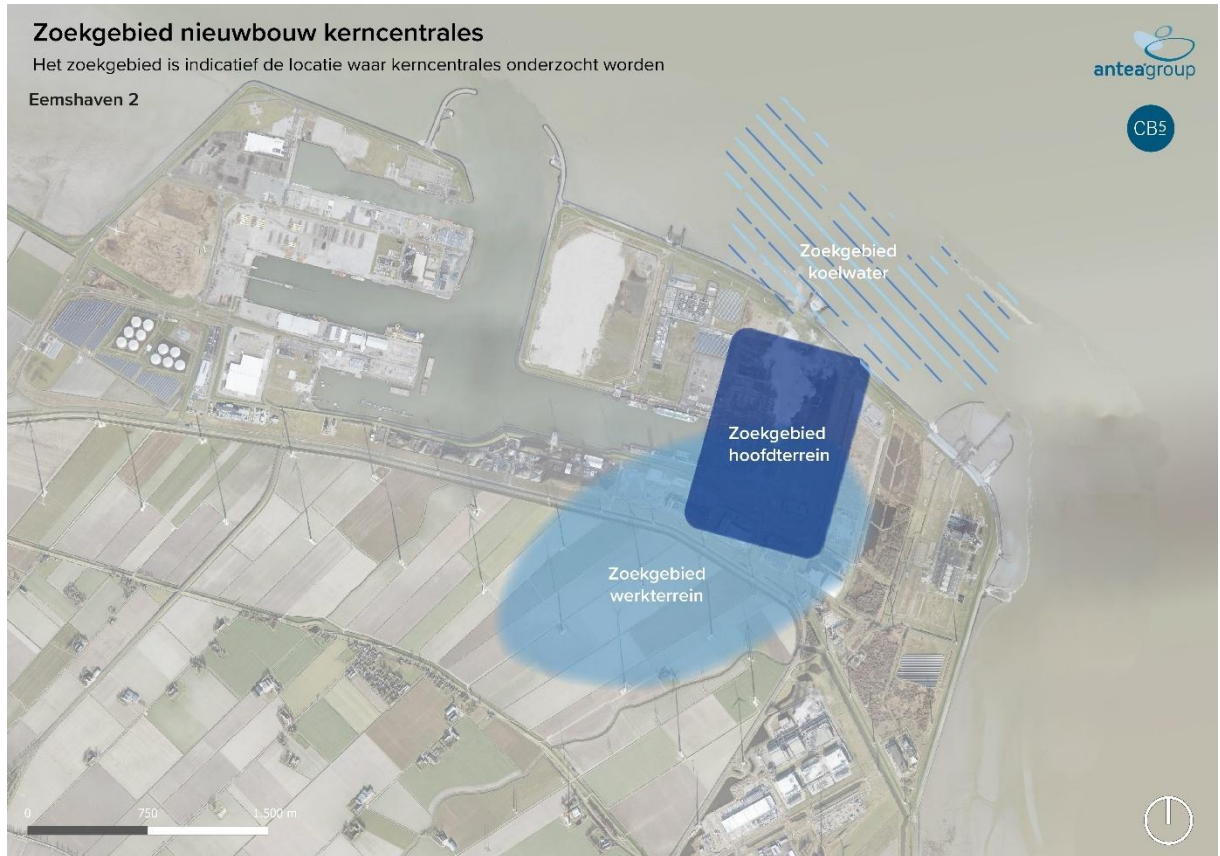 Zoekgebied nieuwbouw kerncentrales
Het zoekgebied is indicatief de locatie waar kerncentrales onderzocht worden
Eemshaven 2
anteagroup
CB5
Zoekgebied
koelwater
Zoekgebied
hoofdterrein
Zoekgebied
werkterrein
0 750 1.500 m